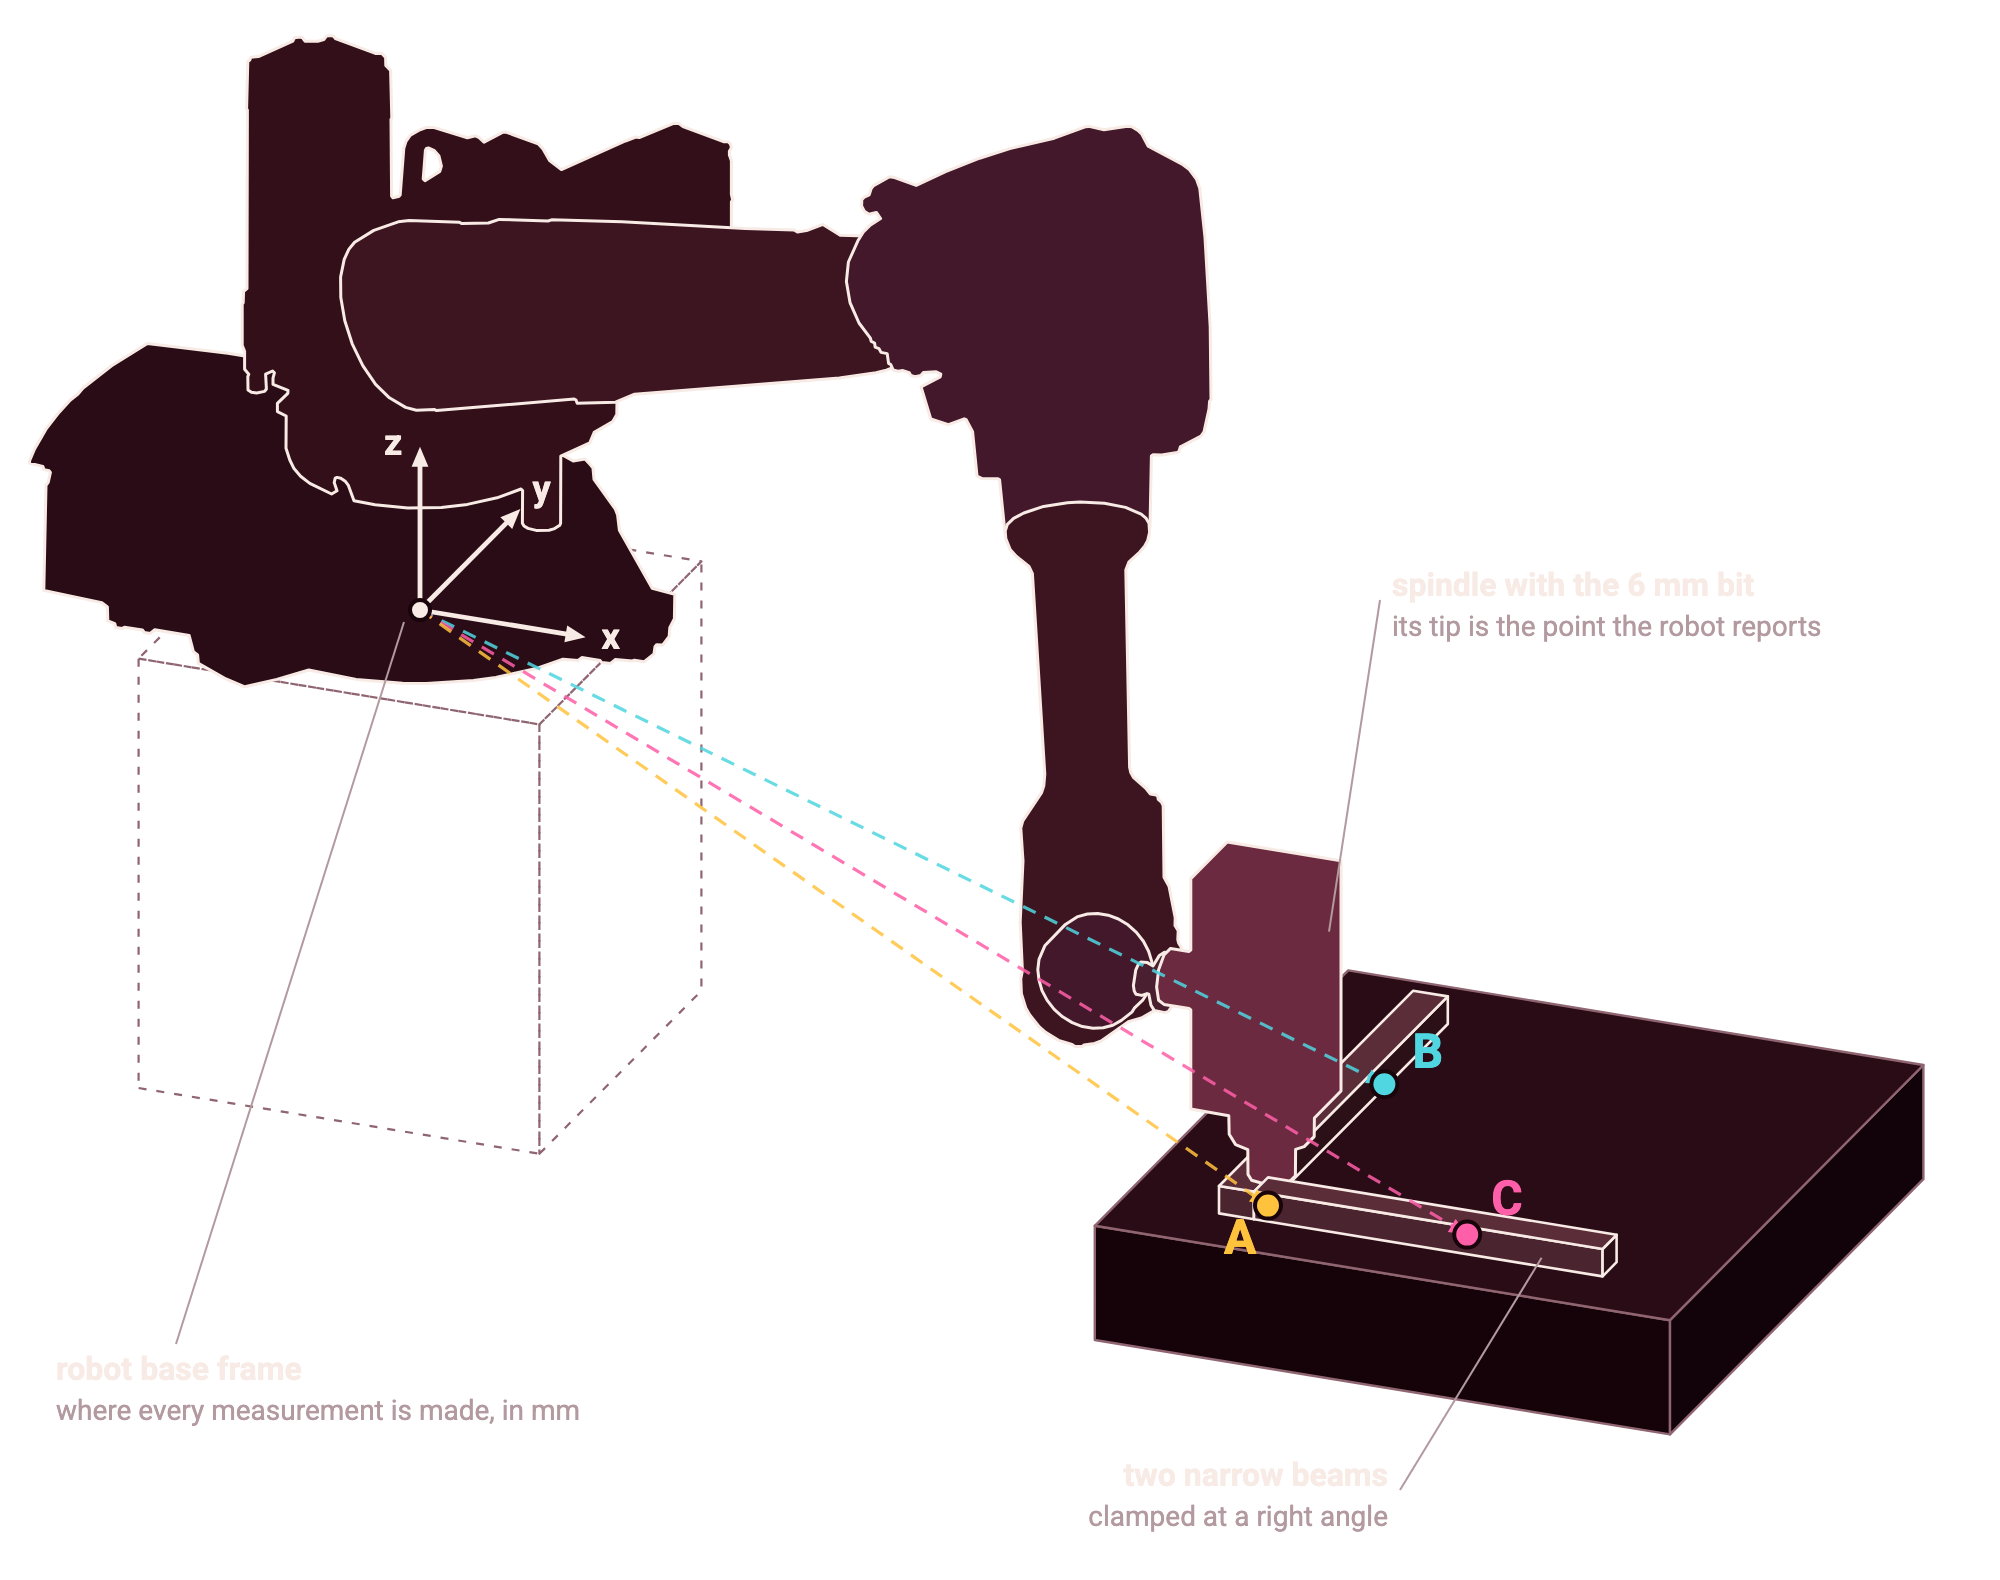 z
y
x
spindle with the 6 mm bit
its tip is the point the robot reports
B
C
A
robot base frame
where every measurement is made, in mm
two narrow beams
clamped at a right angle